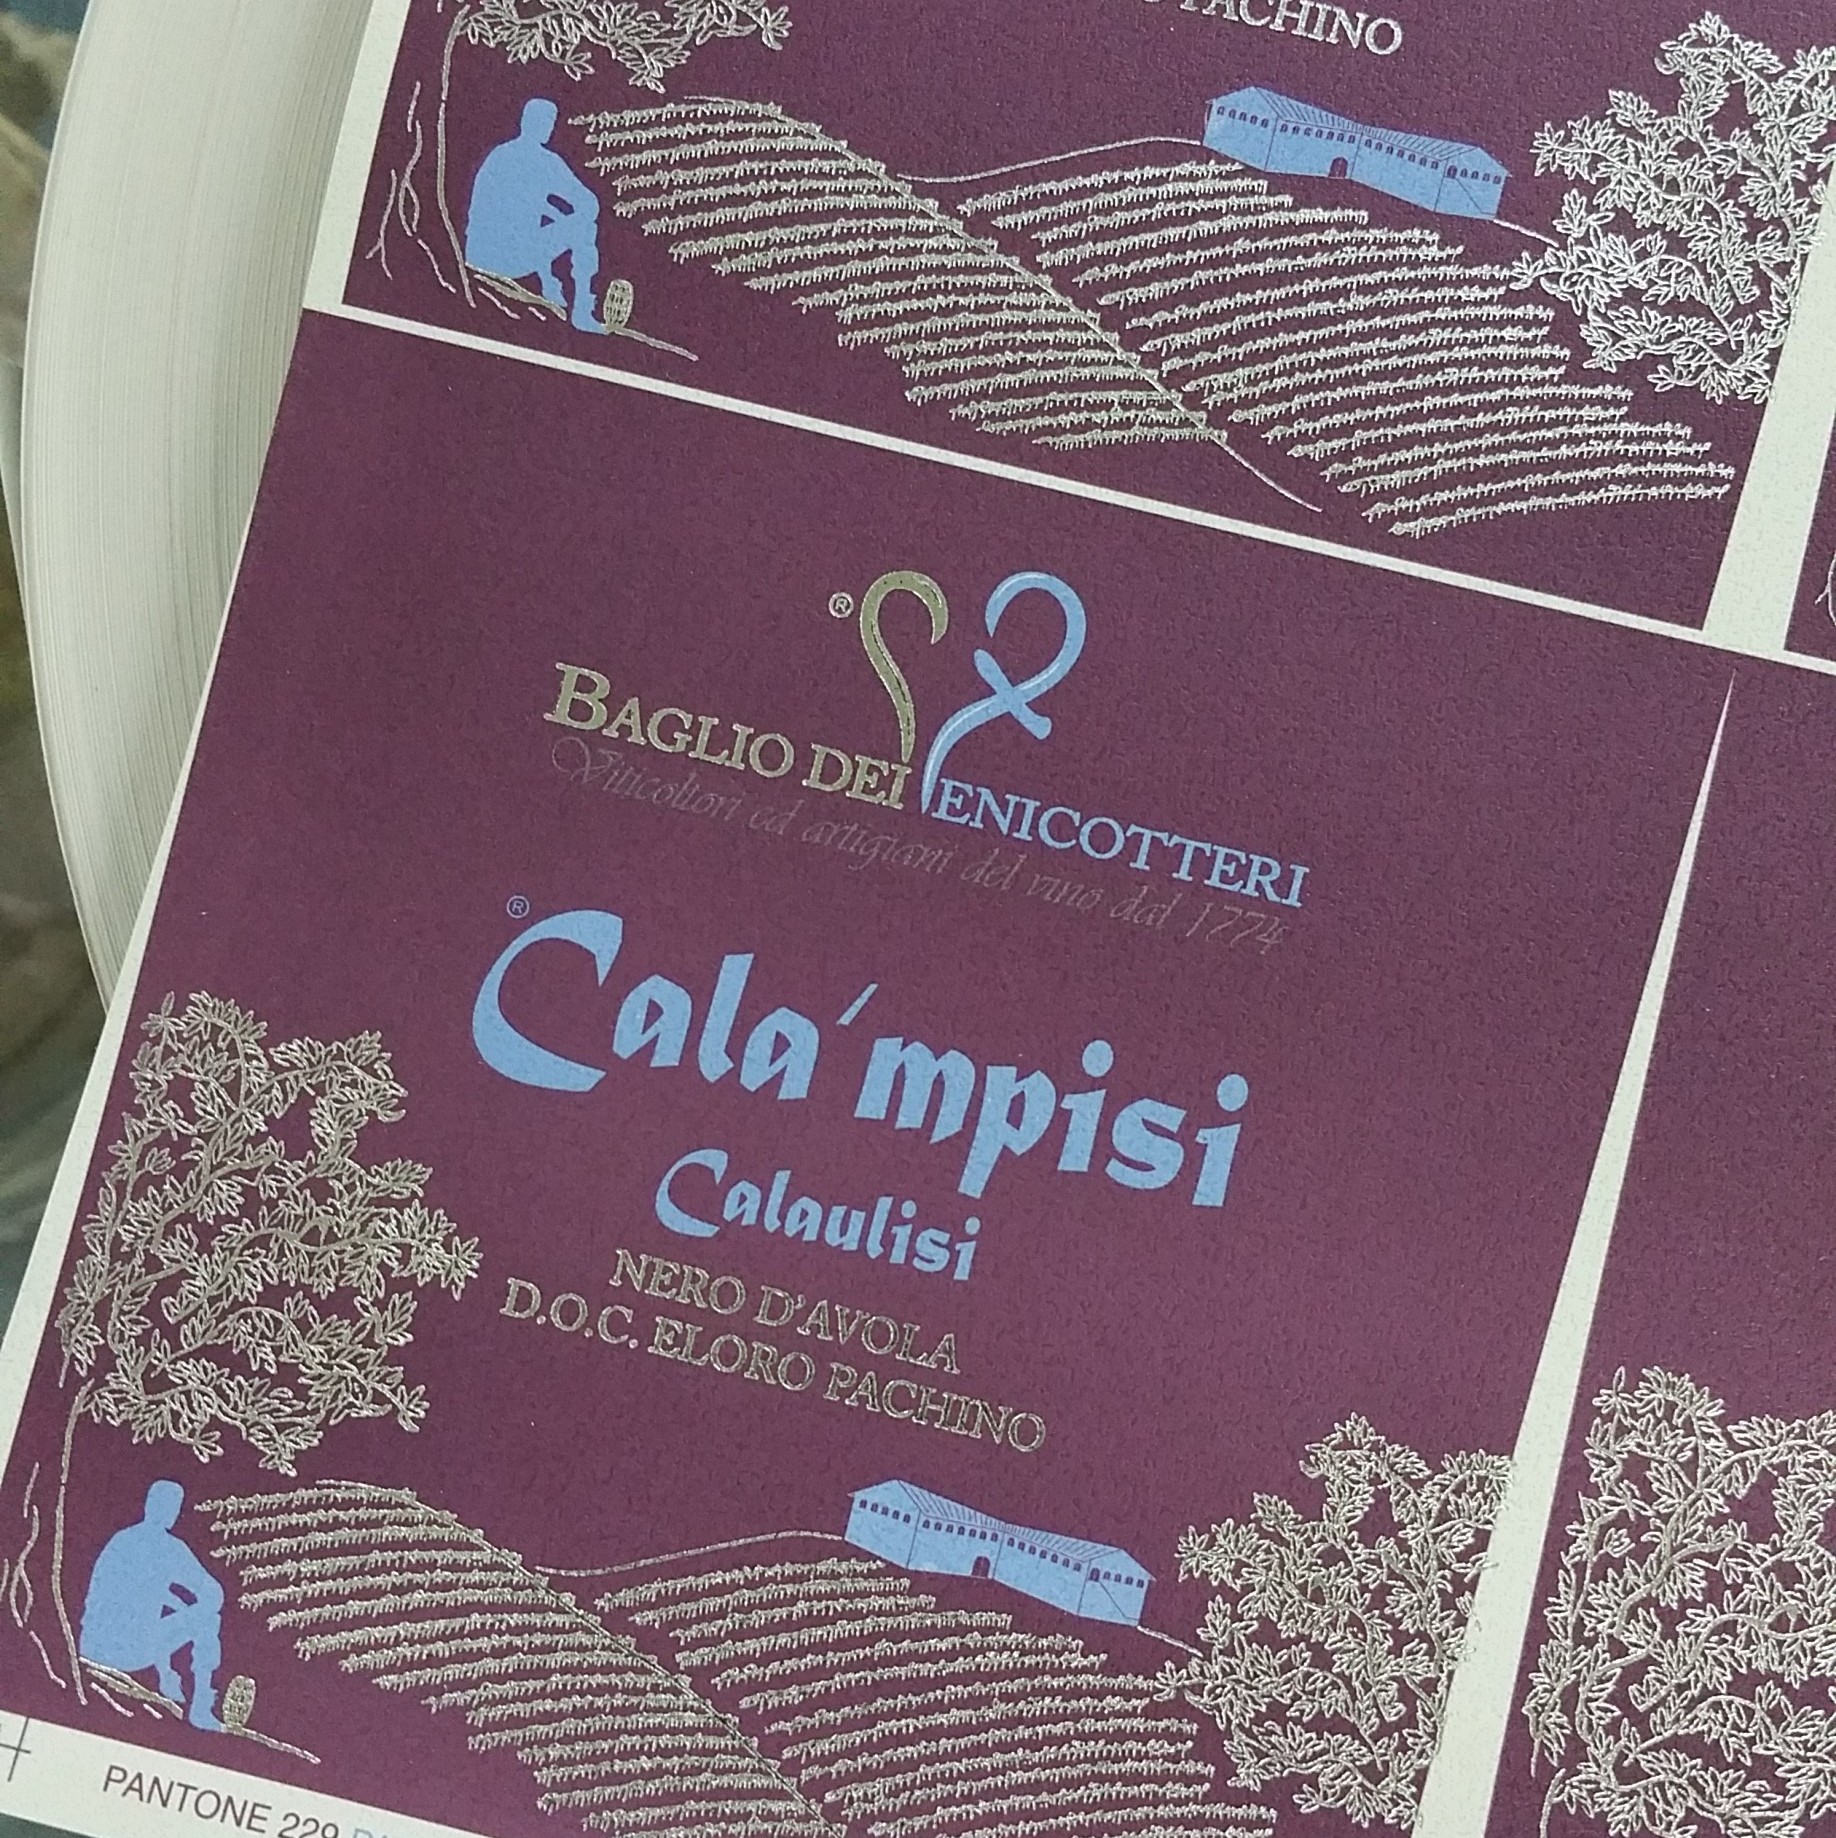 PACHINO
®
BAGLIO DEI FENICOTTERI
Viticoltori ed artigiani del vino dal 1774
®
Cala'mpisi
Calaulisi
NERO D'AVOLA
D.O.C. ELORO PACHINO
PANTONE 229